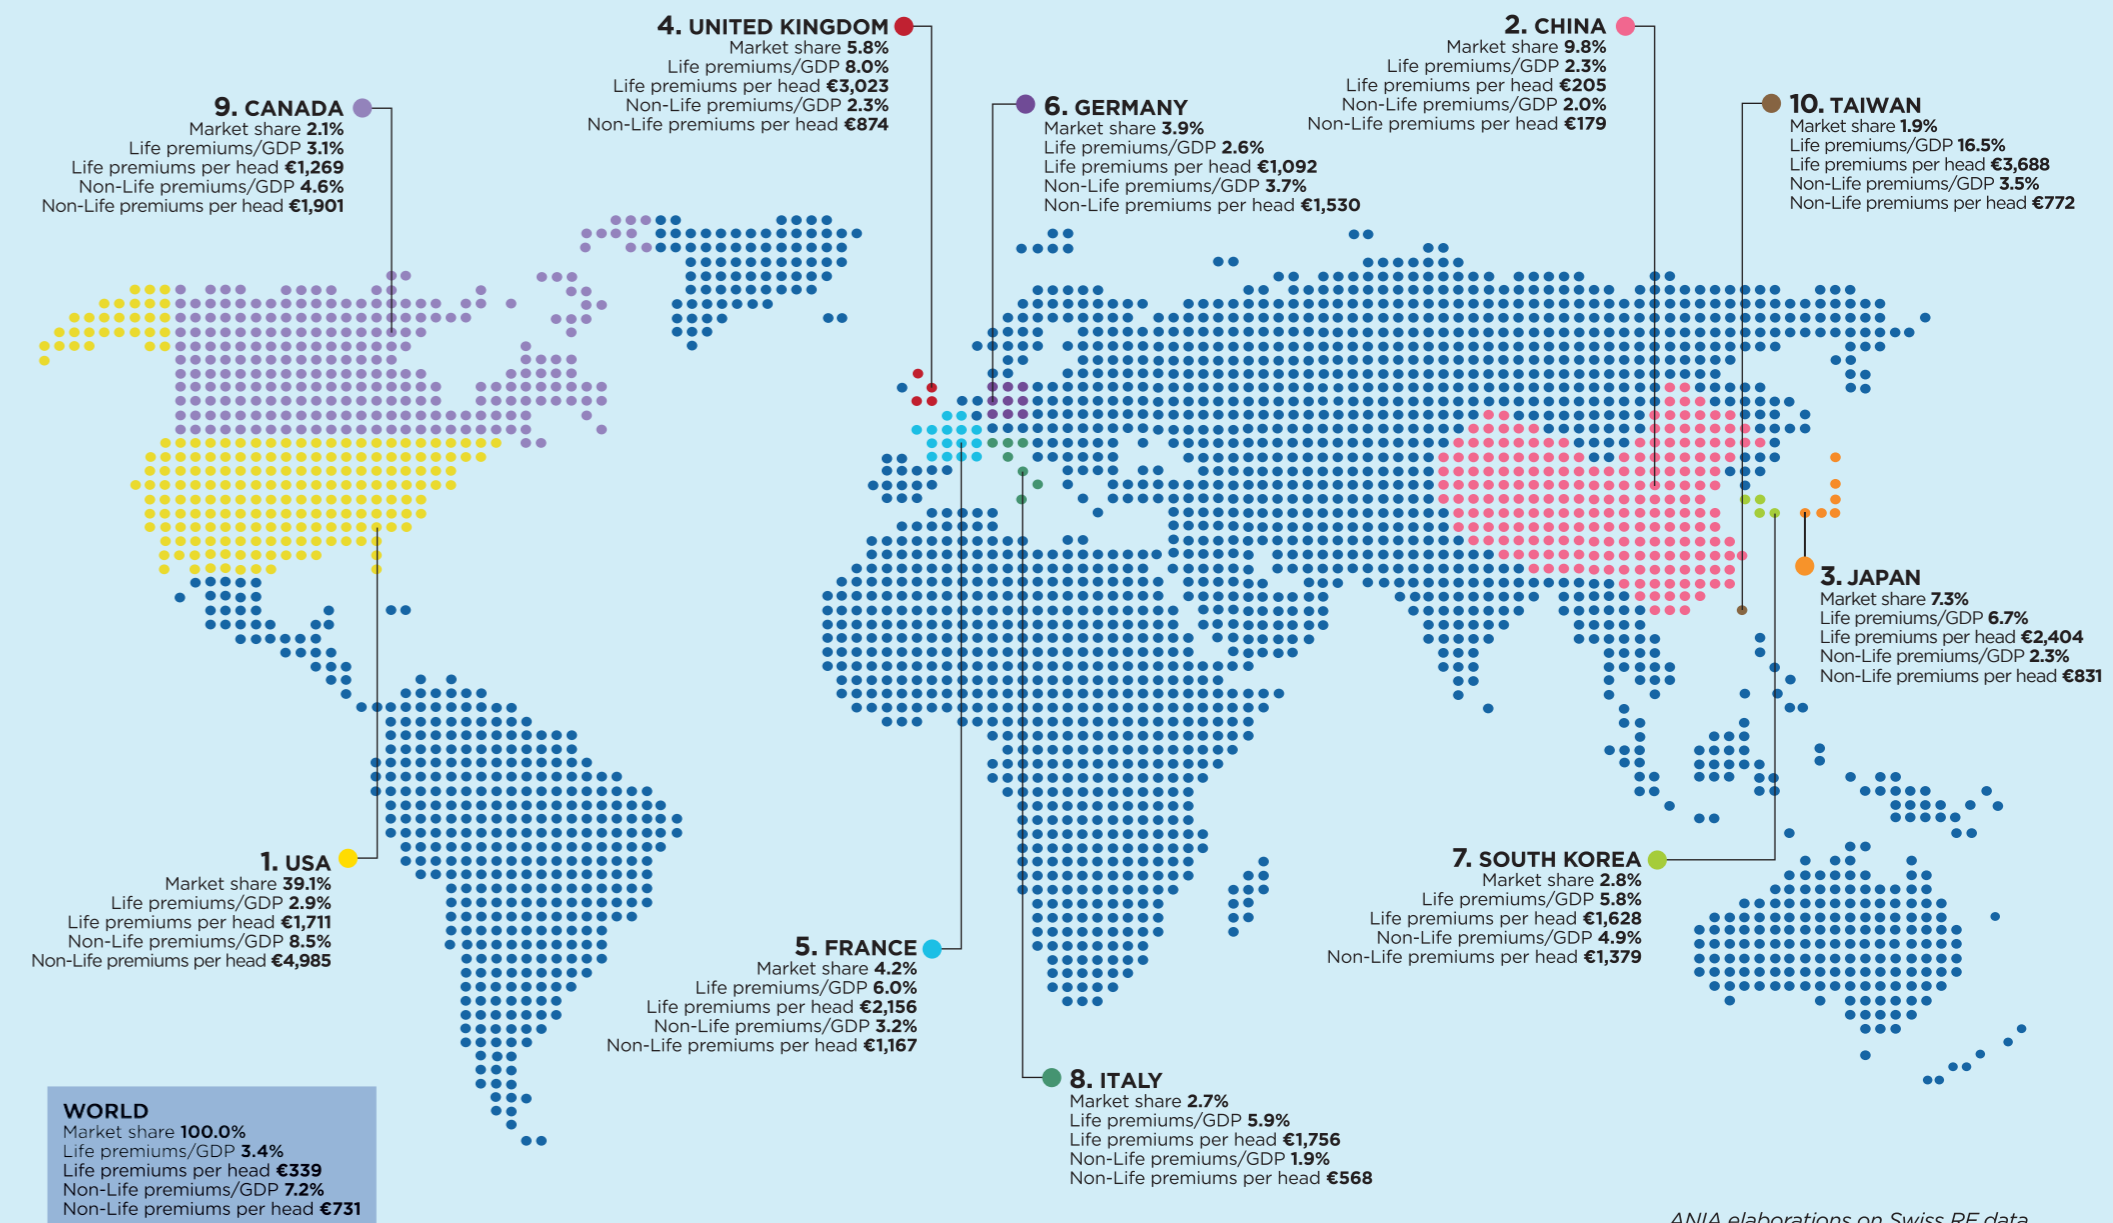 4. UNITED KINGDOM
Market share 5.8%
Life premiums/GDP 8.0%
Life premiums per head €3,023
Non-Life premiums/GDP 2.3%
Non-Life premiums per head €874
2. CHINA
Market share 9.8%
Life premiums/GDP 2.3%
Life premiums per head €205
Non-Life premiums/GDP 2.0%
Non-Life premiums per head €179
9. CANADA
Market share 2.1%
Life premiums/GDP 3.1%
Life premiums per head €1,269
Non-Life premiums/GDP 4.6%
Non-Life premiums per head €1,901
6. GERMANY
Market share 3.9%
Life premiums/GDP 2.6%
Life premiums per head €1,092
Non-Life premiums/GDP 3.7%
Non-Life premiums per head €1,530
10. TAIWAN
Market share 1.9%
Life premiums/GDP 16.5%
Life premiums per head €3,688
Non-Life premiums/GDP 3.5%
Non-Life premiums per head €772
3. JAPAN
Market share 7.3%
Life premiums/GDP 6.7%
Life premiums per head €2,404
Non-Life premiums/GDP 2.3%
Non-Life premiums per head €831
1. USA
Market share 39.1%
Life premiums/GDP 2.9%
Life premiums per head €1,711
Non-Life premiums/GDP 8.5%
Non-Life premiums per head €4,985
7. SOUTH KOREA
Market share 2.8%
Life premiums/GDP 5.8%
Life premiums per head €1,628
Non-Life premiums/GDP 4.9%
Non-Life premiums per head €1,379
5. FRANCE
Market share 4.2%
Life premiums/GDP 6.0%
Life premiums per head €2,156
Non-Life premiums/GDP 3.2%
Non-Life premiums per head €1,167
8. ITALY
Market share 2.7%
Life premiums/GDP 5.9%
Life premiums per head €1,756
Non-Life premiums/GDP 1.9%
Non-Life premiums per head €568
WORLD
Market share 100.0%
Life premiums/GDP 3.4%
Life premiums per head €339
Non-Life premiums/GDP 7.2%
Non-Life premiums per head €731
ANIA elaborations on Swiss RE data